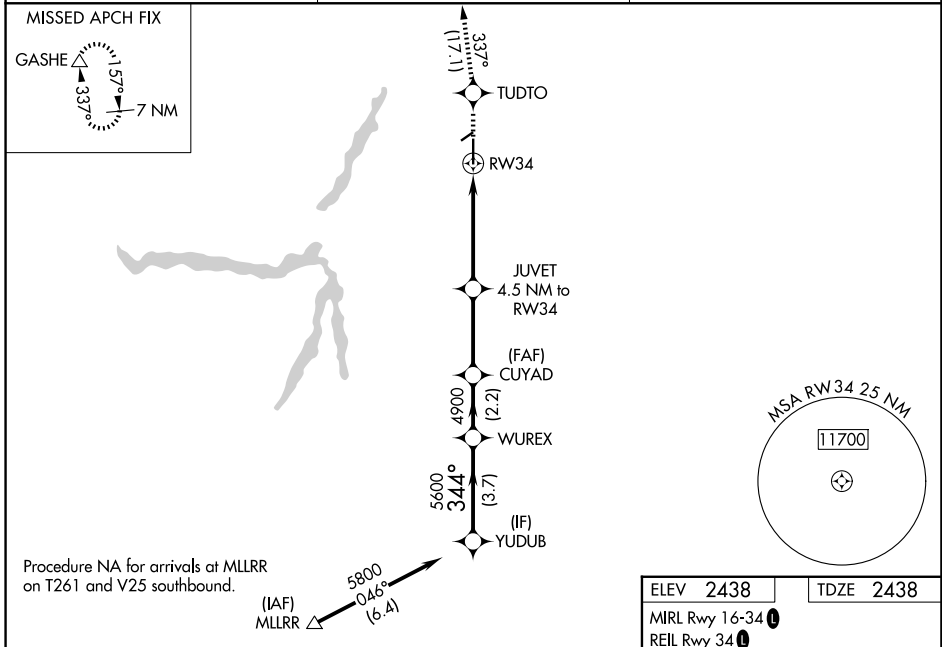 MISSED APCH FIX
GASHE
157°
337°
7 NM
337°
(17.1)
TUDTO
RW34
JUVET
4.5 NM to
RW34
(FAF)
CUYAD
4900
(2.2)
WUREX
5600
344°
(3.7)
(IF)
YUDUB
MSA RW34 25 NM
11700
Procedure NA for arrivals at MLLRR
on T261 and V25 southbound.
5800
046°
(6.4)
(IAF)
MLLRR
ELEV 2438
TDZE 2438
MIRL Rwy 16-34 L
REIL Rwy 34 L